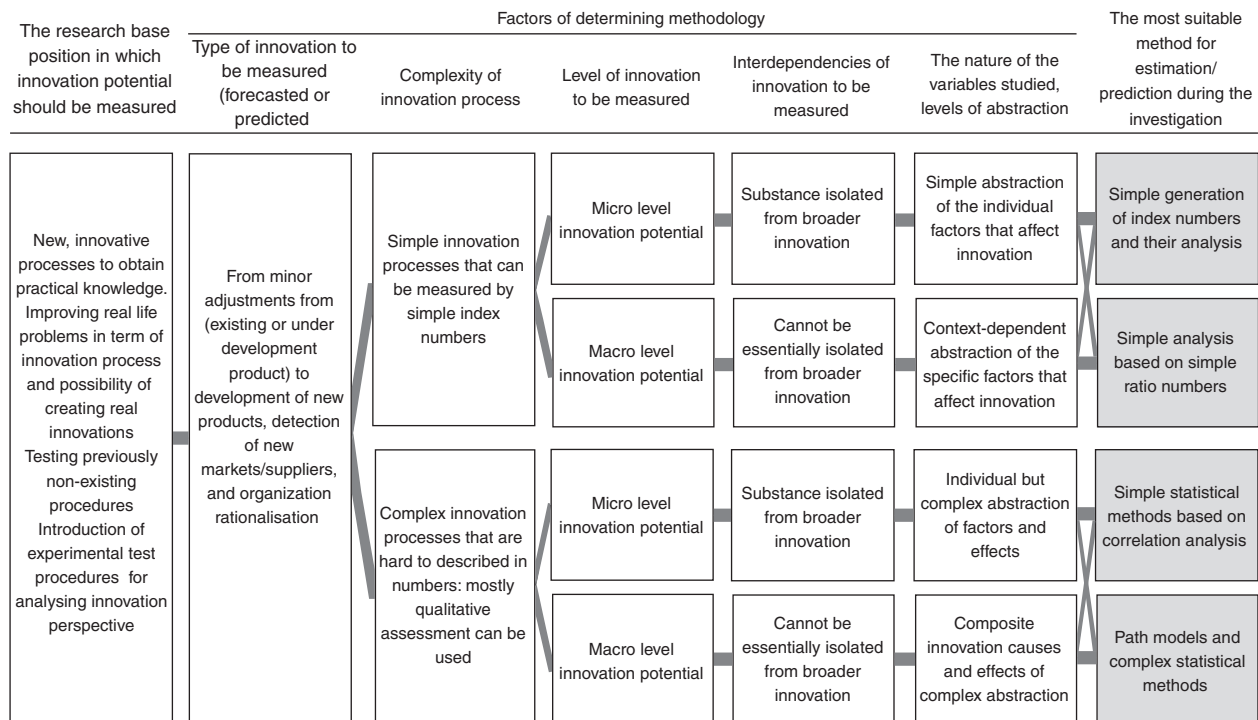 The research base
position in which
innovation potential
should be measured
Factors of determining methodology
Type of innovation to
be measured
(forecasted or
predicted
Complexity of
innovation process
Level of innovation
to be measured
Interdependencies of
innovation to be
measured
The nature of the
variables studied,
levels of abstraction
The most suitable
method for
estimation/
prediction during the
investigation
New, innovative
processes to obtain
practical knowledge.
Improving real life
problems in term of
innovation process
and possibility of
creating real
innovations
Testing previously
non-existing
procedures
Introduction of
experimental test
procedures for
analysing innovation
perspective
From minor
adjustments from
(existing or under
development
product) to
development of new
products, detection of
new
markets/suppliers,
and organization
rationalisation
Simple innovation
processes that can
be measured by
simple index
numbers
Micro level
innovation potential
Substance isolated
from broader
innovation
Simple abstraction
of the individual
factors that affect
innovation
Simple generation
of index numbers
and their analysis
Macro level
innovation potential
Cannot be
essentially isolated
from broader
innovation
Context-dependent
abstraction of the
specific factors that
affect innovation
Simple analysis
based on simple
ratio numbers
Complex innovation
processes that are
hard to described in
numbers: mostly
qualitative
assessment can be
used
Micro level
innovation potential
Substance isolated
from broader
innovation
Individual but
complex abstraction
of factors and
effects
Simple statistical
methods based on
correlation analysis
Macro level
innovation potential
Cannot be
essentially isolated
from broader
innovation
Composite
innovation causes
and effects of
complex abstraction
Path models and
complex statistical
methods